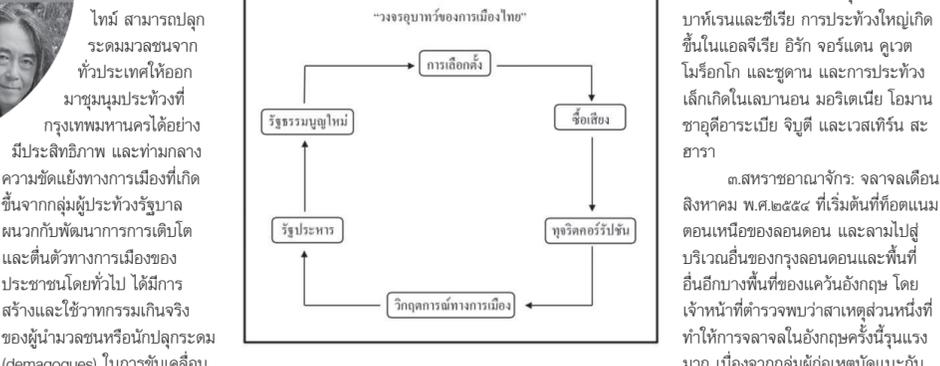 ไทม์ สามารถปลุก
ระดมมวลชนจาก
ทั่วประเทศให้ออก
มาชุมนุมประท้วงที่
กรุงเทพมหานครได้อย่าง
มีประสิทธิภาพ และท่ามกลาง
ความขัดแย้งทางการเมืองที่เกิด
ขึ้นจากกลุ่มผู้ประท้วงรัฐบาล
ผนวกกับพัฒนาการการเติบโต
และตื่นตัวทางการเมืองของ
ประชาชนโดยทั่วไป ได้มีการ
สร้างและใช้วาทกรรมเกินจริง
ของผู้นำมวลชนหรือนักปลุกระดม
(demagogues) ในการขับเคลื่อน
“วงจรอุบาทว์ของการเมืองไทย”
การเลือกตั้ง
ซื้อเสียง
ทุจริตคอร์รัปชัน
วิกฤตการณ์ทางการเมือง
รัฐประหาร
รัฐธรรมนูญใหม่
บาห์เรนและซีเรีย การประท้วงใหญ่เกิด
ขึ้นในแอลจีเรีย อิรัก จอร์แดน คูเวต
โมร็อกโก และซูดาน และการประท้วง
เล็กเกิดในเลบานอน มอริเตเนีย โอมาน
ซาอุดีอาระเบีย จิบูตี และเวสเทิร์น สะ
ฮารา
๓.สหราชอาณาจักร: จลาจลเดือน
สิงหาคม พ.ศ.๒๕๕๔ ที่เริ่มต้นที่ท็อตแนม
ตอนเหนือของลอนดอน และลามไปสู่
บริเวณอื่นของกรุงลอนดอนและพื้นที่
อื่นอีกบางพื้นที่ของแคว้นอังกฤษ โดย
เจ้าหน้าที่ตำรวจพบว่าสาเหตุส่วนหนึ่งที่
ทำให้การจลาจลในอังกฤษครั้งนี้รุนแรง
มาก เนื่องจากกลุ่มผู้ก่อเหตุนัดแนะกัน